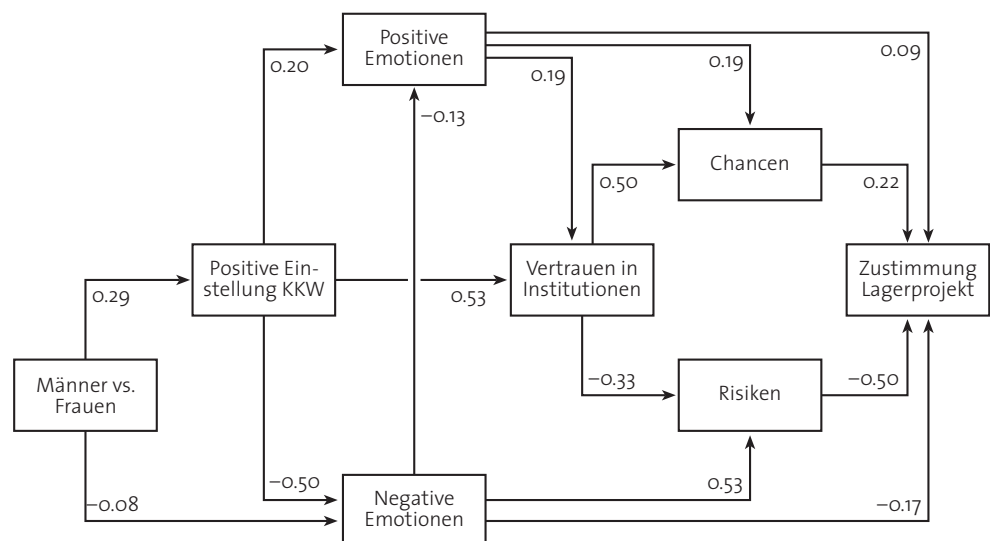 Positive
Emotionen
0.20
0.19
0.19
0.09
−0.13
Chancen
0.50
0.22
Positive Ein-
stellung KKW
0.53
Vertrauen in
Institutionen
Zustimmung
Lagerprojekt
0.29
Männer vs.
Frauen
−0.33
Risiken
−0.50
−0.50
0.53
−0.08
Negative
Emotionen
−0.17